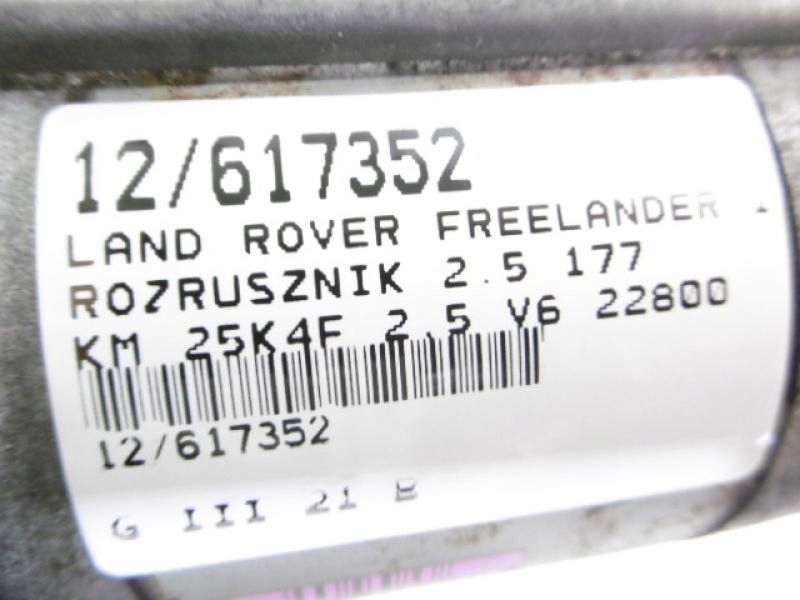 12/617352
LAND ROVER FREELANDER 1
ROZRUSZNIK 2.5 177
KM 25K4F 2.5 V6 22800
12/617352
G III 21 B